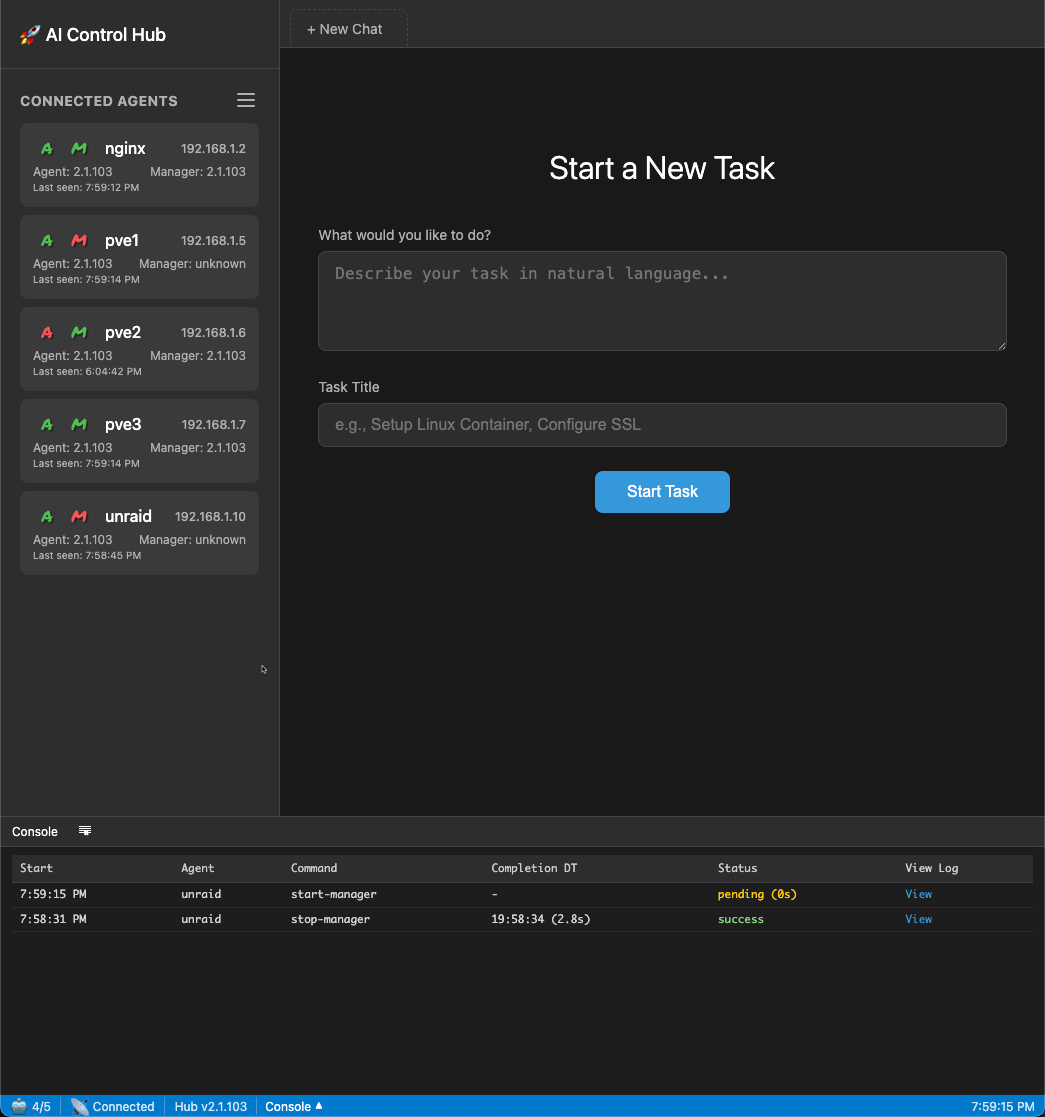 🚀 AI Control Hub
+ New Chat
CONNECTED AGENTS
A M nginx 192.168.1.2
Agent: 2.1.103 Manager: 2.1.103
Last seen: 7:59:12 PM
A M pve1 192.168.1.5
Agent: 2.1.103 Manager: unknown
Last seen: 7:59:14 PM
A M pve2 192.168.1.6
Agent: 2.1.103 Manager: 2.1.103
Last seen: 6:04:42 PM
A M pve3 192.168.1.7
Agent: 2.1.103 Manager: 2.1.103
Last seen: 7:59:14 PM
A M unraid 192.168.1.10
Agent: 2.1.103 Manager: unknown
Last seen: 7:58:45 PM
Start a New Task
What would you like to do?
Describe your task in natural language...
Task Title
e.g., Setup Linux Container, Configure SSL
Start Task
Console
Start Agent Command Completion DT Status View Log
7:59:15 PM unraid start-manager - pending (0s) View
7:58:31 PM unraid stop-manager 19:58:34 (2.8s) success View
4/5 Connected Hub v2.1.103 Console ▲ 7:59:15 PM